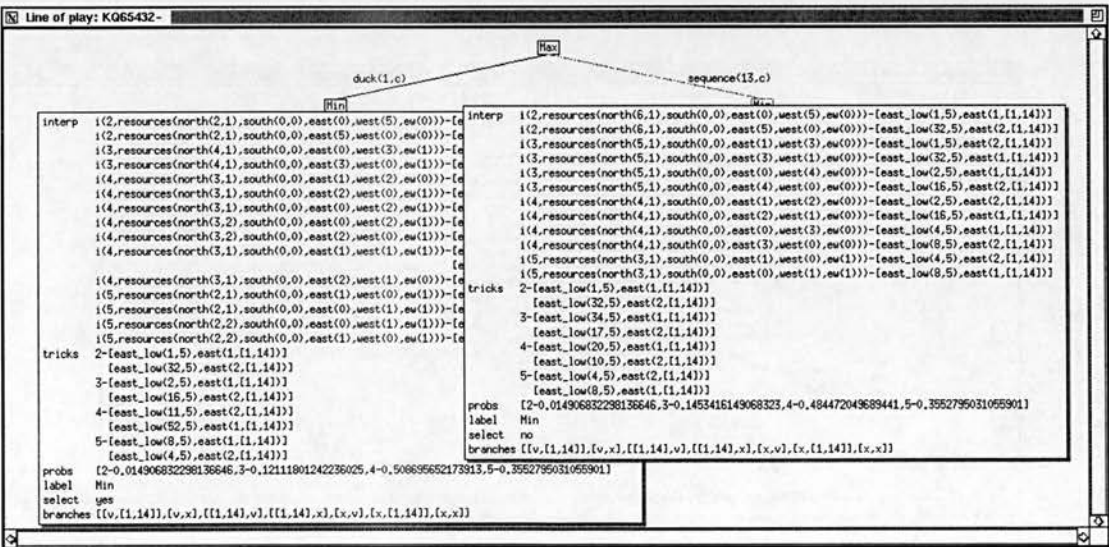 Line of play: KQ65432-
Max
duck(1,c)
sequence(13,c)
Min
interp i(2,resources(north(2,1),south(0,0),east(0),west(5),ew(0)))-[e
i(2,resources(north(2,1),south(0,0),east(5),west(0),ew(0)))-[e
i(3,resources(north(4,1),south(0,0),east(0),west(3),ew(1)))-[e
i(3,resources(north(4,1),south(0,0),east(3),west(0),ew(1)))-[e
i(4,resources(north(3,1),south(0,0),east(1),west(2),ew(0)))-[e
i(4,resources(north(3,1),south(0,0),east(2),west(0),ew(1)))-[e
i(4,resources(north(3,1),south(0,0),east(0),west(2),ew(1)))-[e
i(4,resources(north(3,2),south(0,0),east(0),west(2),ew(1)))-[e
i(4,resources(north(3,2),south(0,0),east(2),west(0),ew(1)))-[e
i(4,resources(north(3,1),south(0,0),east(1),west(1),ew(1)))-[e
[e
i(4,resources(north(3,1),south(0,0),east(2),west(1),ew(0)))-[e
i(5,resources(north(2,1),south(0,0),east(1),west(0),ew(1)))-[e
i(5,resources(north(2,1),south(0,0),east(0),west(1),ew(1)))-[e
i(5,resources(north(2,2),south(0,0),east(0),west(1),ew(1)))-[e
i(5,resources(north(2,2),south(0,0),east(1),west(0),ew(1)))-[e
tricks 2-[east_low(1,5),east(1,[1,14])]
[east_low(32,5),east(2,[1,14])]
3-[east_low(2,5),east(1,[1,14])]
[east_low(16,5),east(2,[1,14])]
4-[east_low(11,5),east(2,[1,14])]
[east_low(52,5),east(1,[1,14])]
5-[east_low(8,5),east(1,[1,14])]
[east_low(4,5),east(2,[1,14])]
probs [2-0.014906832298136646,3-0.12111801242236025,4-0.508695652173913,5-0.3552795031055901]
label Min
select yes
branches [[v,[1,14]],[v,x],[[1,14],v],[[1,14],x],[x,v],[x,[1,14]],[x,x]]
interp i(2,resources(north(6,1),south(0,0),east(0),west(5),ew(0)))-[east_low(1,5),east(1,[1,14])]
i(2,resources(north(6,1),south(0,0),east(5),west(0),ew(0)))-[east_low(32,5),east(2,[1,14])]
i(3,resources(north(5,1),south(0,0),east(1),west(3),ew(0)))-[east_low(1,5),east(2,[1,14])]
i(3,resources(north(5,1),south(0,0),east(3),west(1),ew(0)))-[east_low(32,5),east(1,[1,14])]
i(3,resources(north(5,1),south(0,0),east(0),west(4),ew(0)))-[east_low(2,5),east(1,[1,14])]
i(3,resources(north(5,1),south(0,0),east(4),west(0),ew(0)))-[east_low(16,5),east(2,[1,14])]
i(4,resources(north(4,1),south(0,0),east(1),west(2),ew(0)))-[east_low(2,5),east(2,[1,14])]
i(4,resources(north(4,1),south(0,0),east(2),west(1),ew(0)))-[east_low(16,5),east(1,[1,14])]
i(4,resources(north(4,1),south(0,0),east(0),west(3),ew(0)))-[east_low(4,5),east(1,[1,14])]
i(4,resources(north(4,1),south(0,0),east(3),west(0),ew(0)))-[east_low(8,5),east(2,[1,14])]
i(5,resources(north(3,1),south(0,0),east(1),west(0),ew(1)))-[east_low(4,5),east(2,[1,14])]
i(5,resources(north(3,1),south(0,0),east(0),west(1),ew(1)))-[east_low(8,5),east(1,[1,14])]
tricks 2-[east_low(1,5),east(1,[1,14])]
[east_low(32,5),east(2,[1,14])]
3-[east_low(34,5),east(1,[1,14])]
[east_low(17,5),east(2,[1,14])]
4-[east_low(20,5),east(1,[1,14])]
[east_low(10,5),east(2,[1,14])]
5-[east_low(4,5),east(2,[1,14])]
[east_low(8,5),east(1,[1,14])]
probs [2-0.014906832298136646,3-0.1453416149068323,4-0.484472049689441,5-0.3552795031055901]
label Min
select no
branches [[v,[1,14]],[v,x],[[1,14],v],[[1,14],x],[x,v],[x,[1,14]],[x,x]]